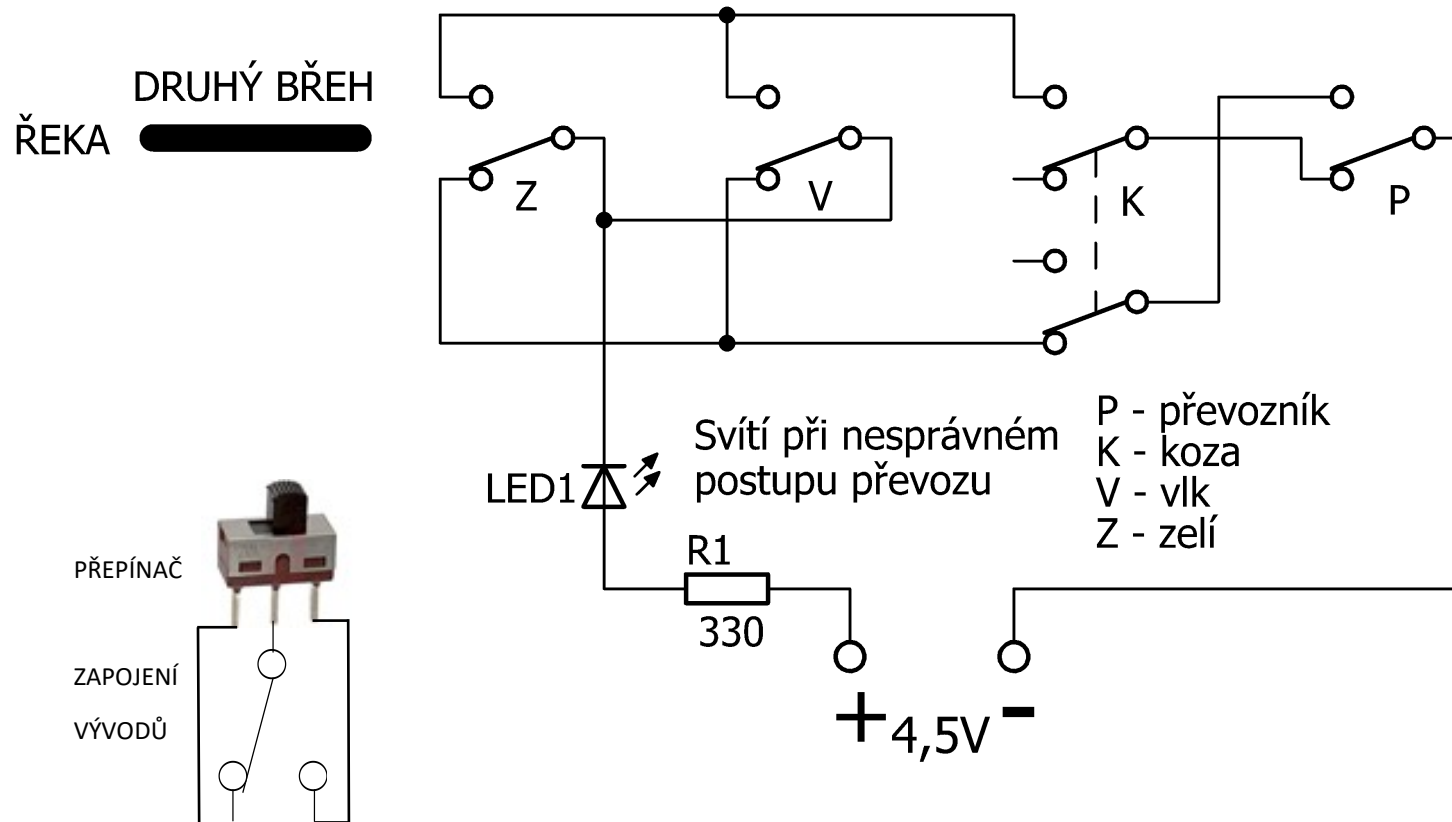 DRUHÝ BŘEH
ŘEKA
Z
V
K
P
Svítí při nesprávném
postupu převozu
P - převozník
K - koza
V - vlk
Z - zelí
LED1
R1
330
+ 4,5V -
PŘEPÍNAČ
ZAPOJENÍ
VÝVODŮ